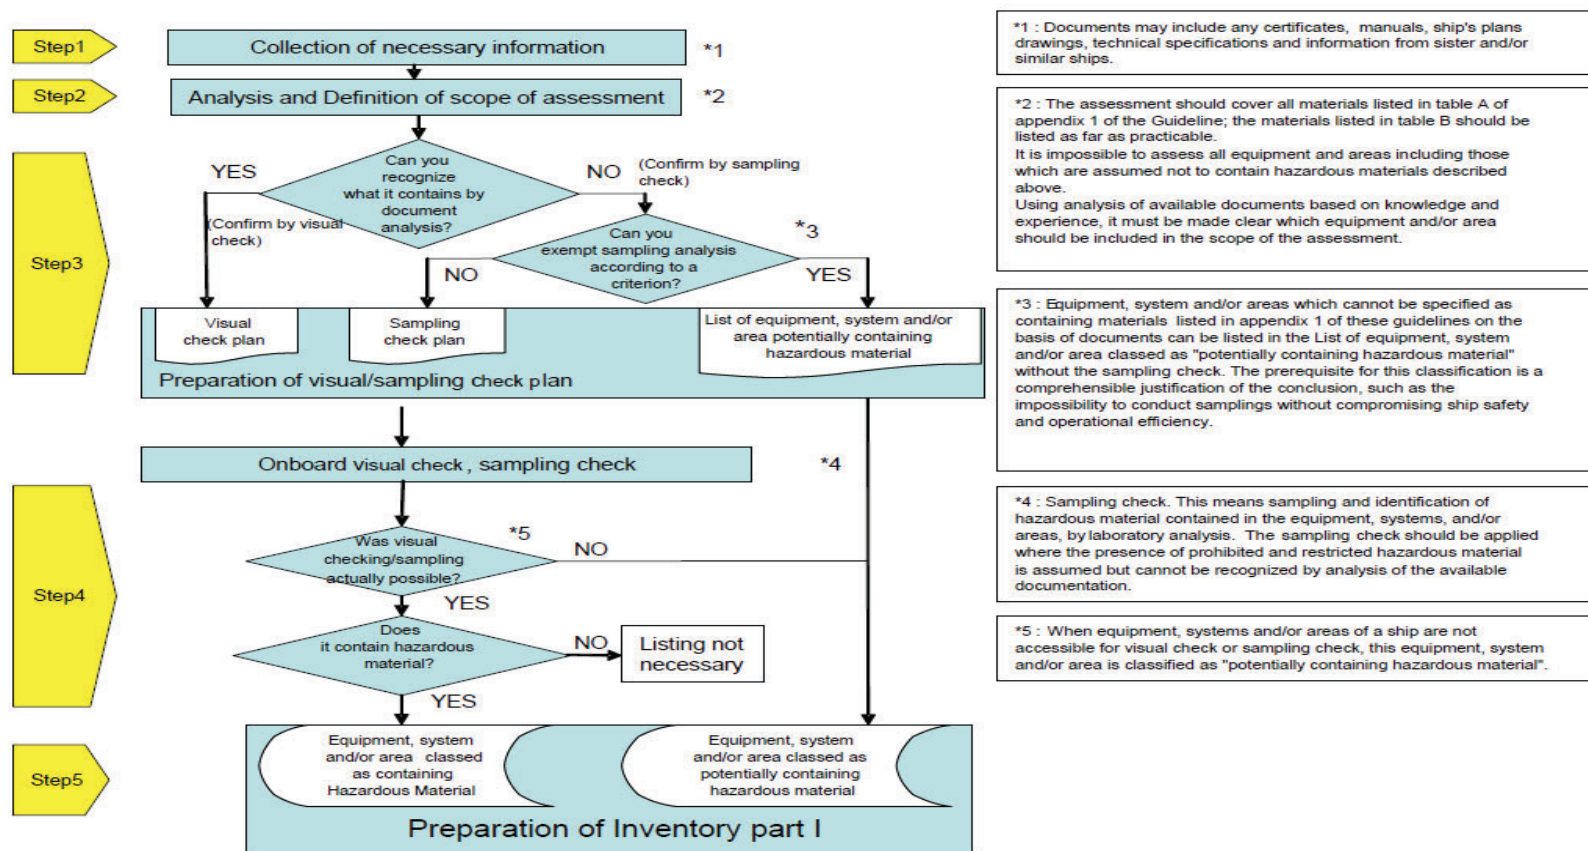 Step1
Collection of necessary information
*1
Step2
Analysis and Definition of scope of assessment
*2
Step3
YES
Can you
recognize
what it contains by
document
analysis?
NO
(Confirm by sampling
check)
(Confirm by visual
check)
Can you
exempt sampling analysis
according to a
criterion?
*3
NO
YES
Visual
check plan
Sampling
check plan
List of equipment, system and/or
area potentially containing
hazardous material
Preparation of visual/sampling check plan
Onboard visual check , sampling check
*4
Step4
Was visual
checking/sampling
actually possible?
*5
NO
YES
Does
it contain hazardous
material?
NO
Listing not
necessary
YES
Step5
Equipment, system
and/or area classed
as containing
Hazardous Material
Equipment, system
and/or area classed as
potentially containing
hazardous material
Preparation of Inventory part I
*1 : Documents may include any certificates, manuals, ship's plans
drawings, technical specifications and information from sister and/or
similar ships.
*2 : The assessment should cover all materials listed in table A of
appendix 1 of the Guideline; the materials listed in table B should be
listed as far as practicable.
It is impossible to assess all equipment and areas including those
which are assumed not to contain hazardous materials described
above.
Using analysis of available documents based on knowledge and
experience, it must be made clear which equipment and/or area
should be included in the scope of the assessment.
*3 : Equipment, system and/or areas which cannot be specified as
containing materials listed in appendix 1 of these guidelines on the
basis of documents can be listed in the List of equipment, system
and/or area classed as "potentially containing hazardous material"
without the sampling check. The prerequisite for this classification is a
comprehensible justification of the conclusion, such as the
impossibility to conduct samplings without compromising ship safety
and operational efficiency.
*4 : Sampling check. This means sampling and identification of
hazardous material contained in the equipment, systems, and/or
areas, by laboratory analysis. The sampling check should be applied
where the presence of prohibited and restricted hazardous material
is assumed but cannot be recognized by analysis of the available
documentation.
*5 : When equipment, systems and/or areas of a ship are not
accessible for visual check or sampling check, this equipment, system
and/or area is classified as "potentially containing hazardous material".